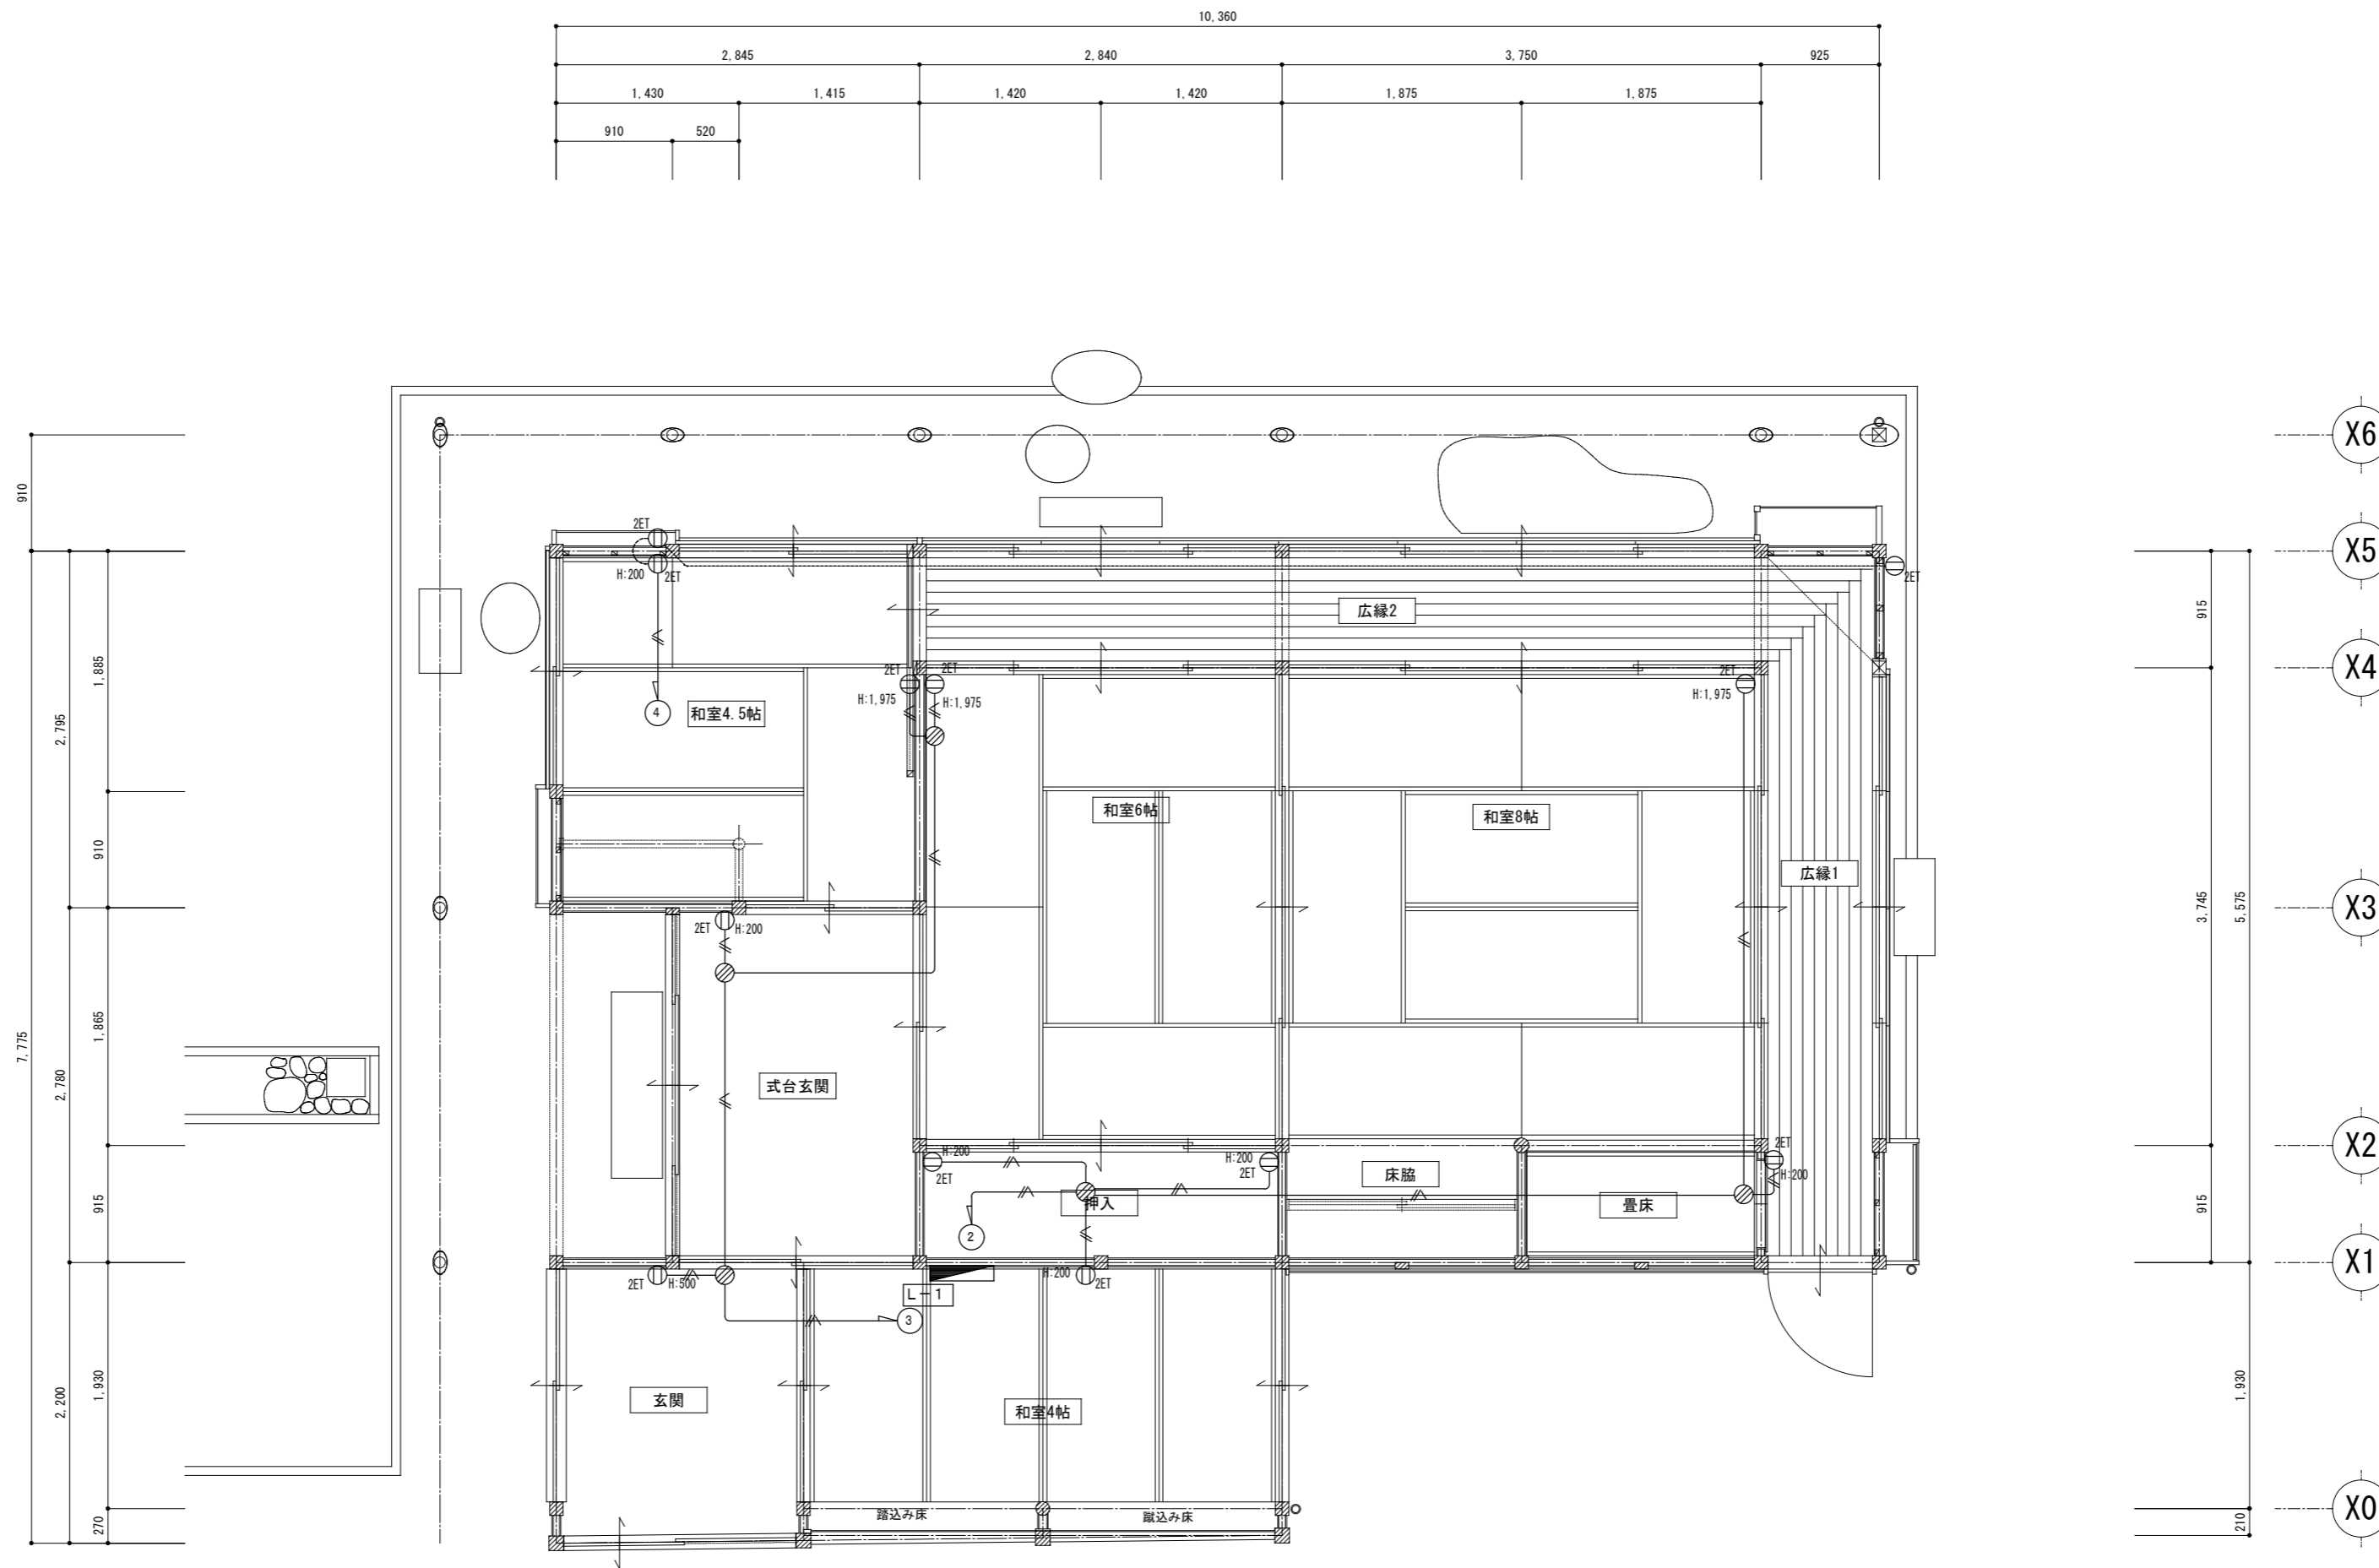 10,360
2,845 2,840 3,750 925
1,430 1,415 1,420 1,420 1,875 1,875
910 520
X6
910
2ET
X5
H:200 2ET
2ET
広縁2
915
1,885
X4
2ET 2ET 2ET
H:1,975 H:1,975 H:1,975
4 和室4.5帖
2,795
和室6帖 和室8帖
910
広縁1
X3
2ET H:200
3,745 5,575
1,865
7,775
2,780
式台玄関
X2
2ET
H:200 H:200
2ET 2ET
床脇
H:200
915
押入
畳床
915
2
X1
2ET H:500
H:200 2ET
L-1
3
1,930
2,200
玄関
和室4帖
1,930
踏込み床 蹴込み床
X0
270
210